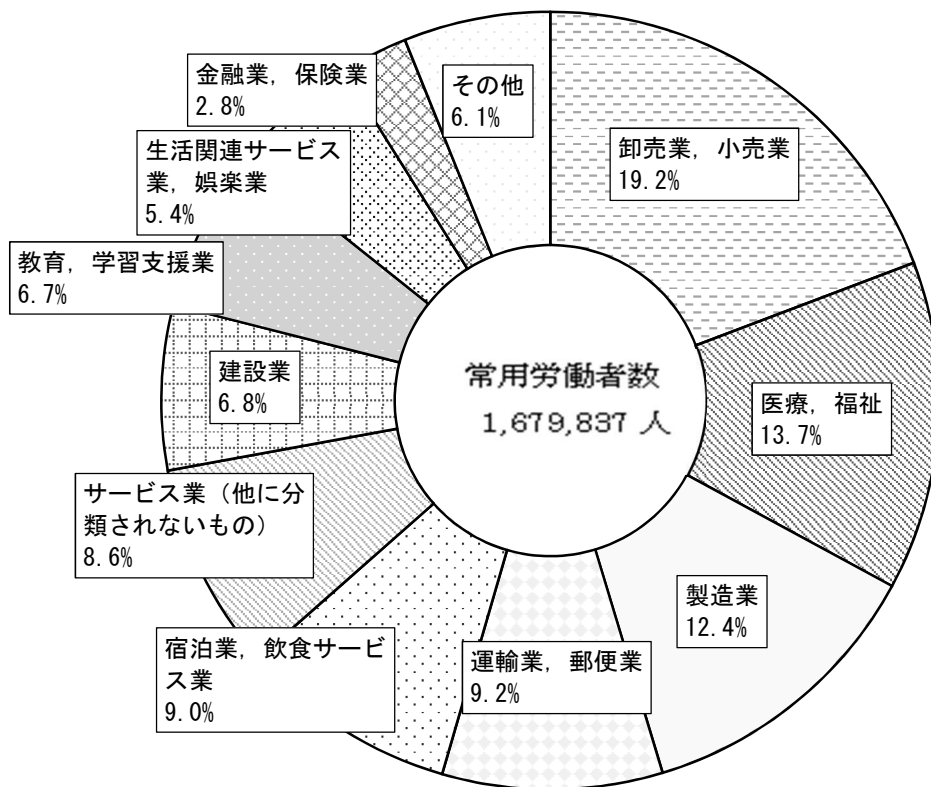 その他
6.1%
卸売業, 小売業
19.2%
医療, 福祉
13.7%
製造業
12.4%
運輸業, 郵便業
9.2%
宿泊業, 飲食サービ
ス業
9.0%
サービス業（他に分
類されないもの）
8.6%
建設業
6.8%
教育, 学習支援業
6.7%
生活関連サービス
業, 娯楽業
5.4%
金融業, 保険業
2.8%
常用労働者数
1,679,837 人